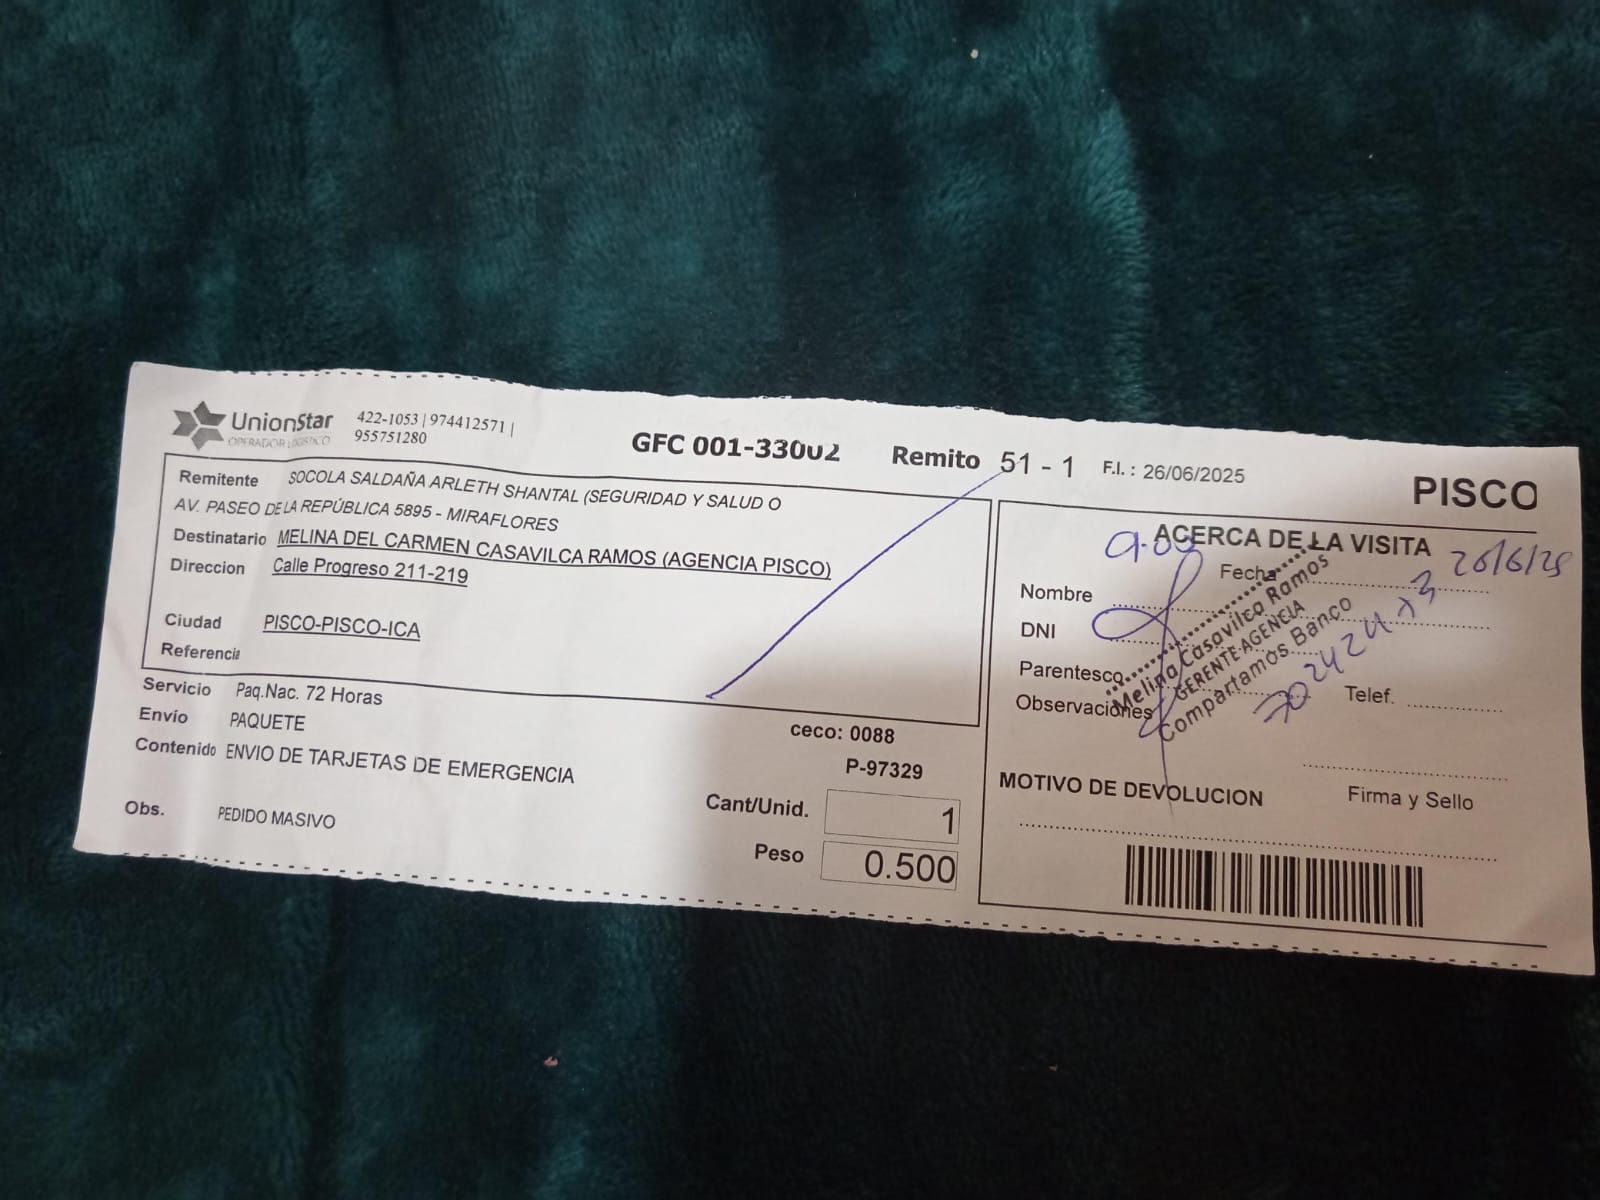 UnionStar
OPERADOR LOGISTICO
422-1053 | 974412571 |
955751280
GFC 001-33002
Remito 51 - 1
F.I. : 26/06/2025
PISCO
Remitente SOCOLA SALDAÑA ARLETH SHANTAL (SEGURIDAD Y SALUD O
AV. PASEO DE LA REPÚBLICA 5895 - MIRAFLORES
Destinatario MELINA DEL CARMEN CASAVILCA RAMOS (AGENCIA PISCO)
Direccion Calle Progreso 211-219
Ciudad PISCO-PISCO-ICA
Referencia
Servicio Paq.Nac. 72 Horas
Envío PAQUETE
Contenido ENVIO DE TARJETAS DE EMERGENCIA
Obs. PEDIDO MASIVO
ceco: 0088
P-97329
Cant/Unid. 1
Peso 0.500
ACERCA DE LA VISITA
9:00
Fecha
Nombre
DNI
Parentesco
Observaciones
Telef.
Melina Casavilca Ramos
GERENTE AGENCIA
Compartamos Banco
MOTIVO DE DEVOLUCION
Firma y Sello